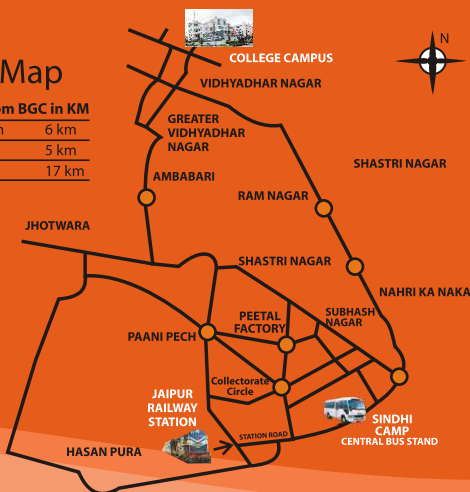 COLLEGE CAMPUS
N
Map
VIDHYADHAR NAGAR
om BGC in KM
6 km
5 km
17 km
GREATER
VIDHYADHAR
NAGAR
SHASTRI NAGAR
AMBABARI
RAM NAGAR
JHOTWARA
SHASTRI NAGAR
NAHRI KA NAKA
PEETAL
FACTORY
SUBHASH
NAGAR
PAANI PECH
Collectorate
Circle
JAIPUR
RAILWAY
STATION
SINDHI
CAMP
CENTRAL BUS STAND
STATION ROAD
HASAN PURA